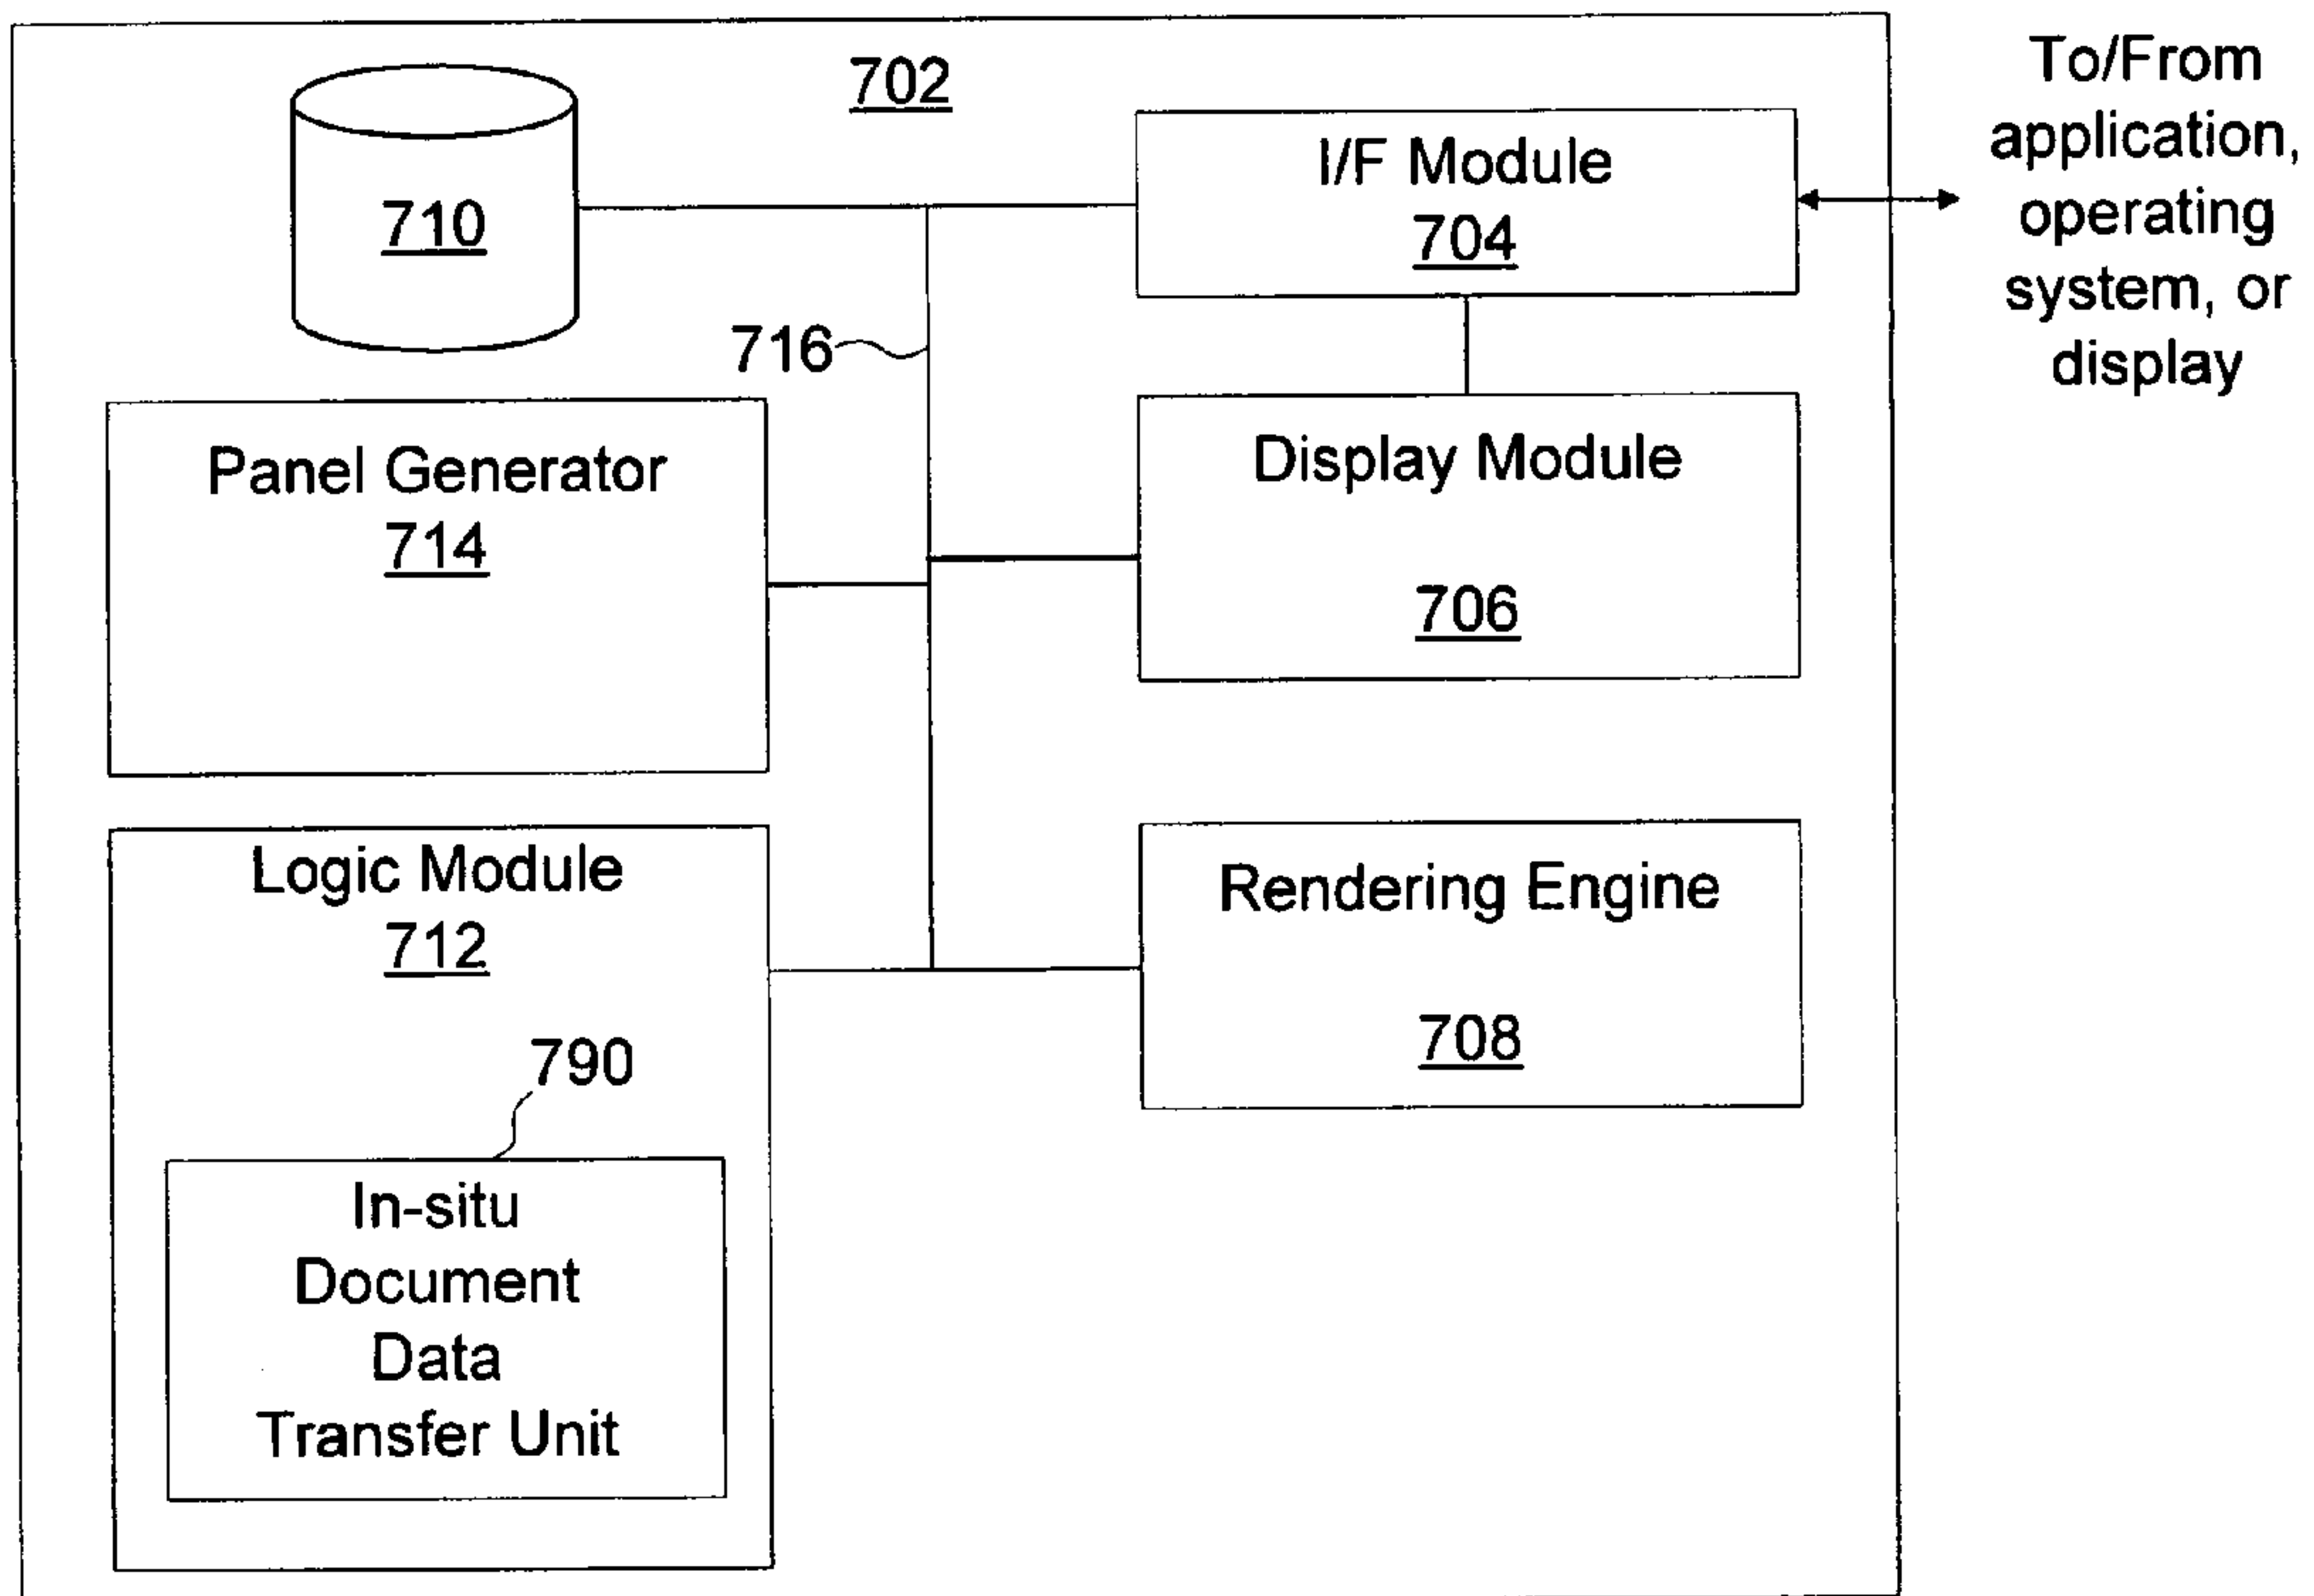 702
710
I/F Module
704
To/From
application,
operating
system, or
display
716
Panel Generator
714
Display Module
706
Logic Module
712
Rendering Engine
708
790
In-situ
Document
Data
Transfer Unit